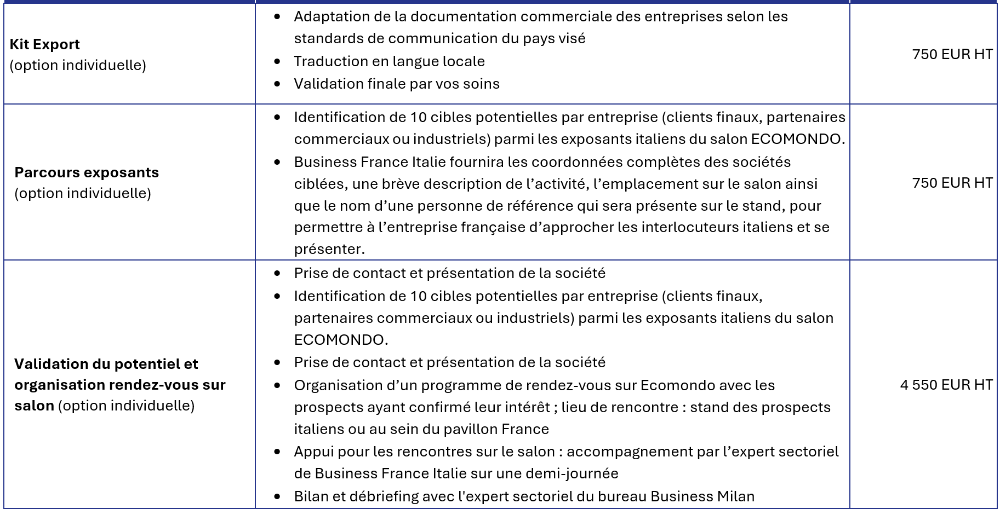 Kit Export
(option individuelle)
• Adaptation de la documentation commerciale des entreprises selon les
standards de communication du pays visé
• Traduction en langue locale
• Validation finale par vos soins
750 EUR HT
Parcours exposants
(option individuelle)
• Identification de 10 cibles potentielles par entreprise (clients finaux, partenaires
commerciaux ou industriels) parmi les exposants italiens du salon ECOMONDO.
• Business France Italie fournira les coordonnées complètes des sociétés
ciblées, une brève description de l’activité, l’emplacement sur le salon ainsi
que le nom d’une personne de référence qui sera présente sur le stand, pour
permettre à l’entreprise française d’approcher les interlocuteurs italiens et se
présenter.
750 EUR HT
Validation du potentiel et
organisation rendez-vous sur
salon (option individuelle)
• Prise de contact et présentation de la société
• Identification de 10 cibles potentielles par entreprise (clients finaux,
partenaires commerciaux ou industriels) parmi les exposants italiens du salon
ECOMONDO.
• Prise de contact et présentation de la société
• Organisation d’un programme de rendez-vous sur Ecomondo avec les
prospects ayant confirmé leur intérêt ; lieu de rencontre : stand des prospects
italiens ou au sein du pavillon France
• Appui pour les rencontres sur le salon : accompagnement par l’expert sectoriel
de Business France Italie sur une demi-journée
• Bilan et débriefing avec l'expert sectoriel du bureau Business Milan
4 550 EUR HT